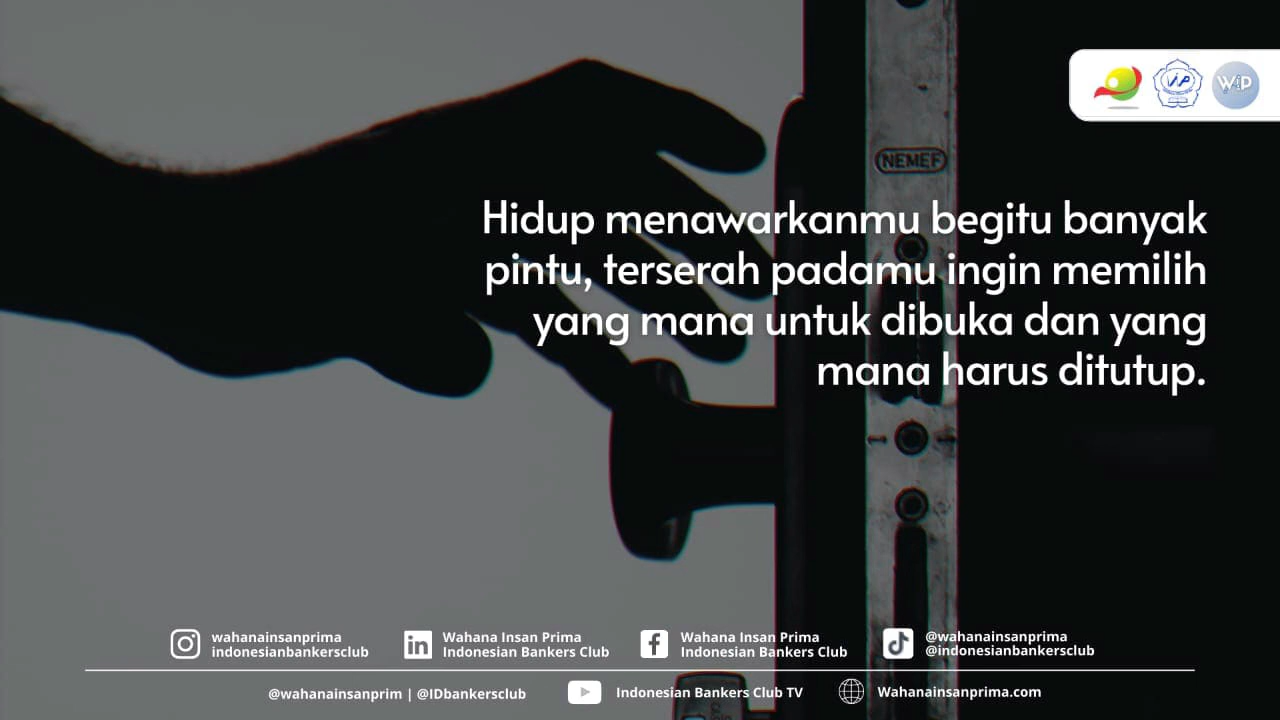 WiP
NEMEF
Hidup menawarkanmu begitu banyak
pintu, terserah padamu ingin memilih
yang mana untuk dibuka dan yang
mana harus ditutup.
wahanainsanprima
indonesianbankersclub
Wahana Insan Prima
Indonesian Bankers Club
Wahana Insan Prima
Indonesian Bankers Club
@wahanainsanprima
@indonesianbankersclub
@wahanainsanprim | @IDbankersclub
Indonesian Bankers Club TV
Wahanainsanprima.com